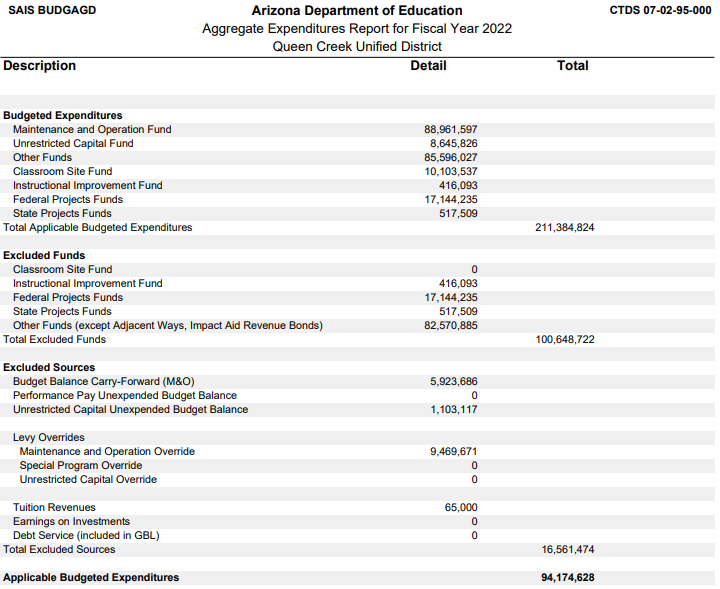 SAIS BUDGAGD Arizona Department of Education CTDS 07-02-95-000
Aggregate Expenditures Report for Fiscal Year 2022
Queen Creek Unified District
Description Detail Total
Budgeted Expenditures
Maintenance and Operation Fund 88,961,597
Unrestricted Capital Fund 8,645,826
Other Funds 85,596,027
Classroom Site Fund 10,103,537
Instructional Improvement Fund 416,093
Federal Projects Funds 17,144,235
State Projects Funds 517,509
Total Applicable Budgeted Expenditures 211,384,824
Excluded Funds
Classroom Site Fund 0
Instructional Improvement Fund 416,093
Federal Projects Funds 17,144,235
State Projects Funds 517,509
Other Funds (except Adjacent Ways, Impact Aid Revenue Bonds) 82,570,885
Total Excluded Funds 100,648,722
Excluded Sources
Budget Balance Carry-Forward (M&O) 5,923,686
Performance Pay Unexpended Budget Balance 0
Unrestricted Capital Unexpended Budget Balance 1,103,117
Levy Overrides
Maintenance and Operation Override 9,469,671
Special Program Override 0
Unrestricted Capital Override 0
Tuition Revenues 65,000
Earnings on Investments 0
Debt Service (included in GBL) 0
Total Excluded Sources 16,561,474
Applicable Budgeted Expenditures 94,174,628